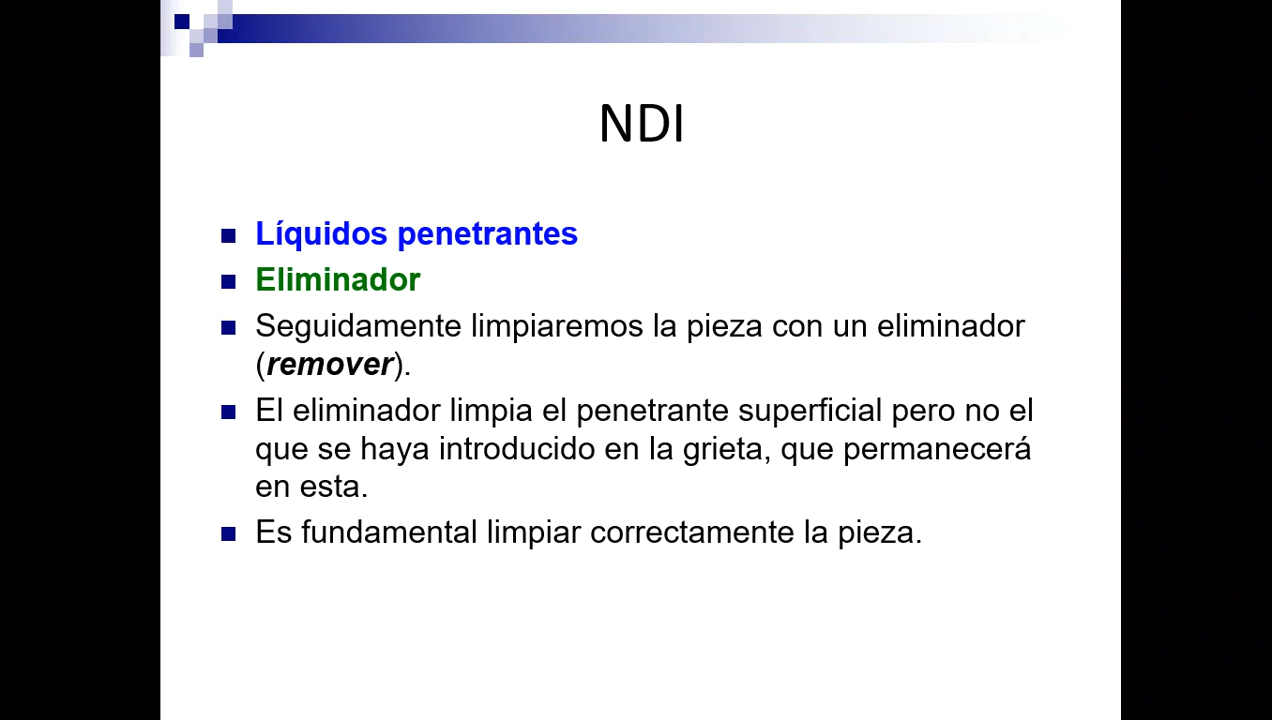 NDI
Líquidos penetrantes
Eliminador
Seguidamente limpiaremos la pieza con un eliminador
(remover).
El eliminador limpia el penetrante superficial pero no el
que se haya introducido en la grieta, que permanecerá
en esta.
Es fundamental limpiar correctamente la pieza.